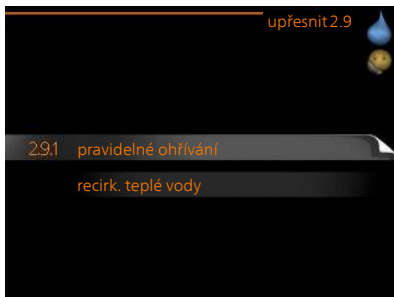 upřesnit 2.9
2.9.1 pravidelné ohřívání
recirk. teplé vody